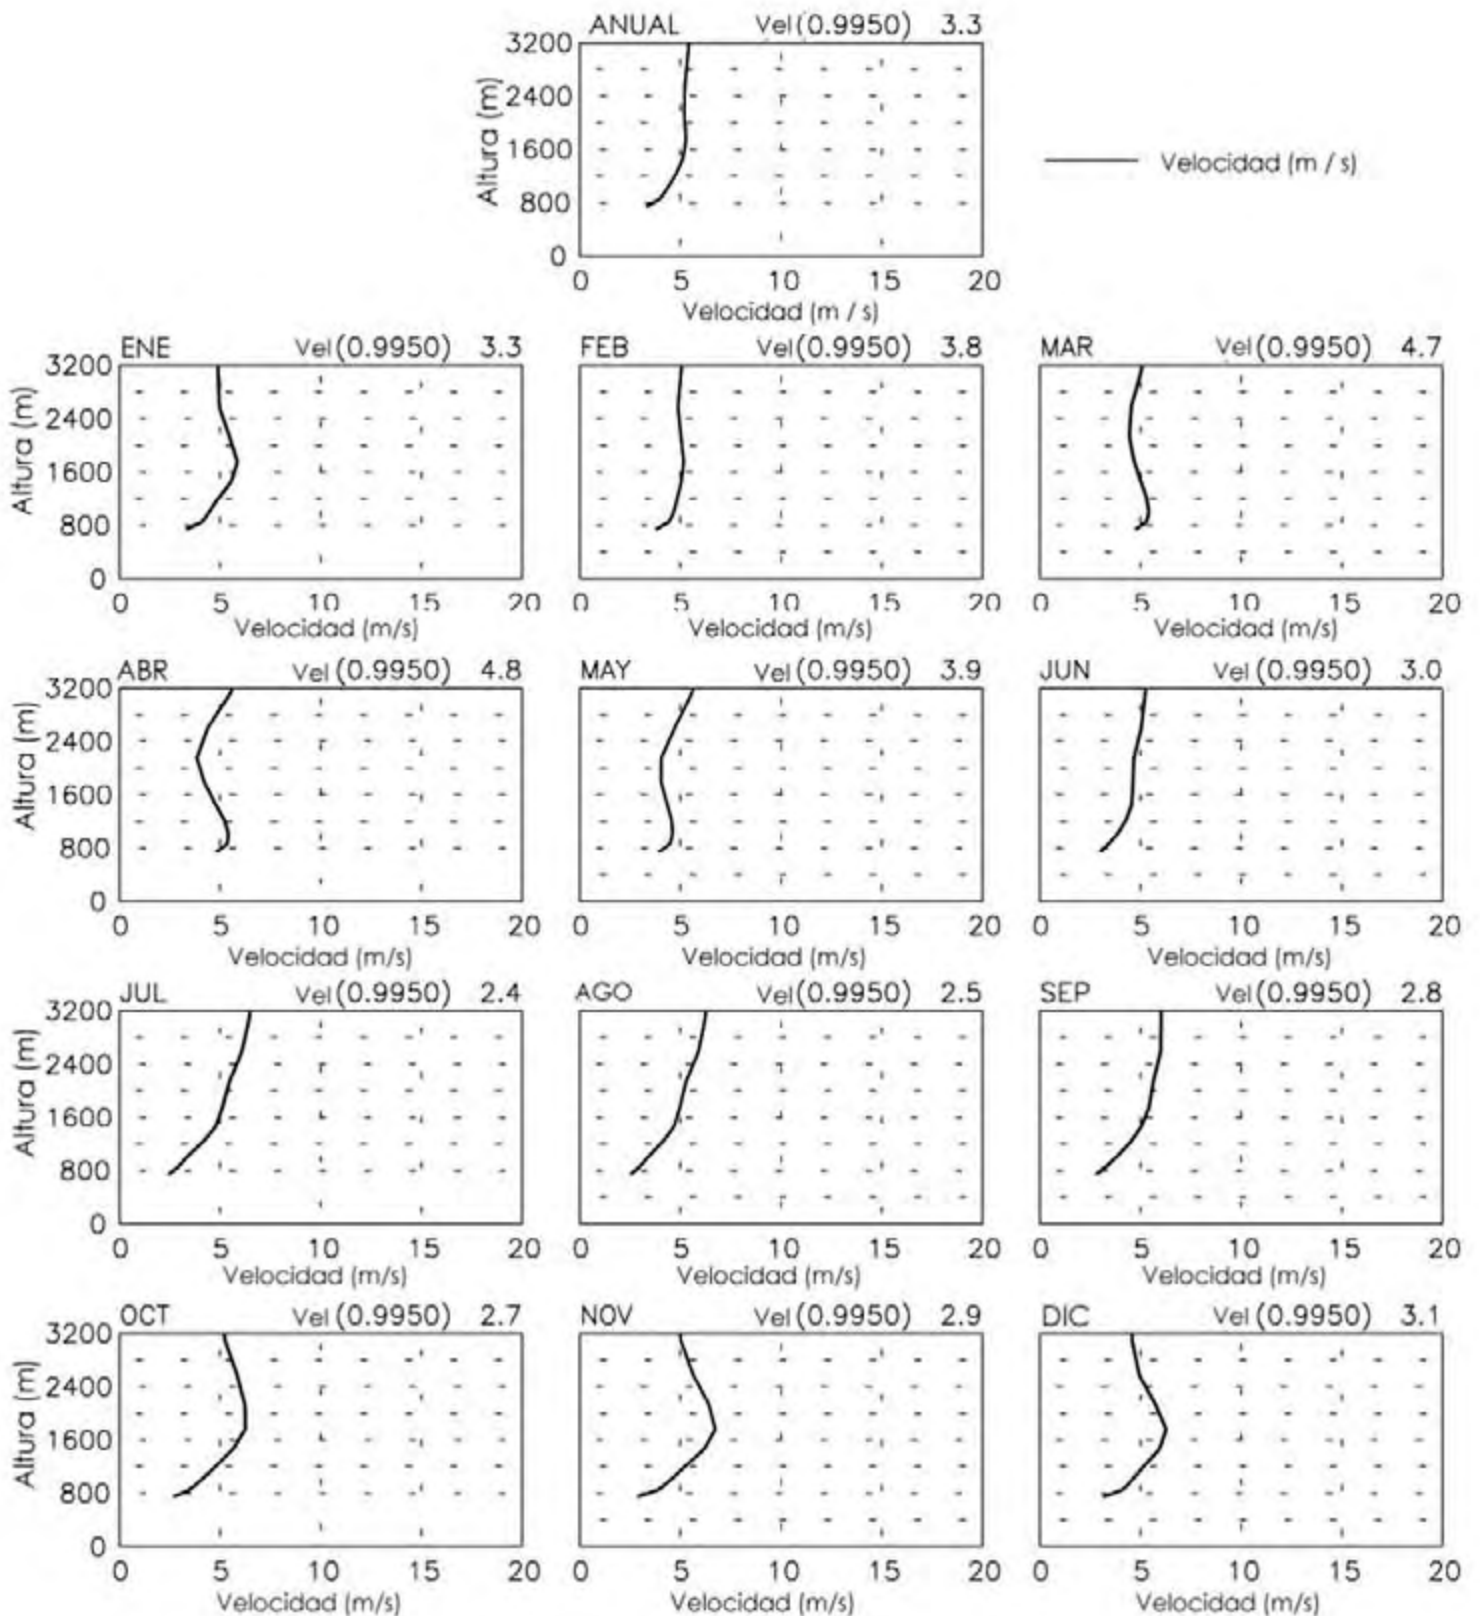 ANUAL Vel(0.9950) 3.3
3200
2400
1600
800
0
Altura (m)
0 5 10 15 20
Velocidad (m / s)
Velocidad (m / s)
ENE Vel(0.9950) 3.3
3200
2400
1600
800
0
Altura (m)
0 5 10 15 20
Velocidad (m/s)
FEB Vel(0.9950) 3.8
0 5 10 15 20
Velocidad (m/s)
MAR Vel(0.9950) 4.7
0 5 10 15 20
Velocidad (m/s)
ABR Vel(0.9950) 4.8
3200
2400
1600
800
0
Altura (m)
0 5 10 15 20
Velocidad (m/s)
MAY Vel(0.9950) 3.9
0 5 10 15 20
Velocidad (m/s)
JUN Vel(0.9950) 3.0
0 5 10 15 20
Velocidad (m/s)
JUL Vel(0.9950) 2.4
3200
2400
1600
800
0
Altura (m)
0 5 10 15 20
Velocidad (m/s)
AGO Vel(0.9950) 2.5
0 5 10 15 20
Velocidad (m/s)
SEP Vel(0.9950) 2.8
0 5 10 15 20
Velocidad (m/s)
OCT Vel(0.9950) 2.7
3200
2400
1600
800
0
Altura (m)
0 5 10 15 20
Velocidad (m/s)
NOV Vel(0.9950) 2.9
0 5 10 15 20
Velocidad (m/s)
DIC Vel(0.9950) 3.1
0 5 10 15 20
Velocidad (m/s)